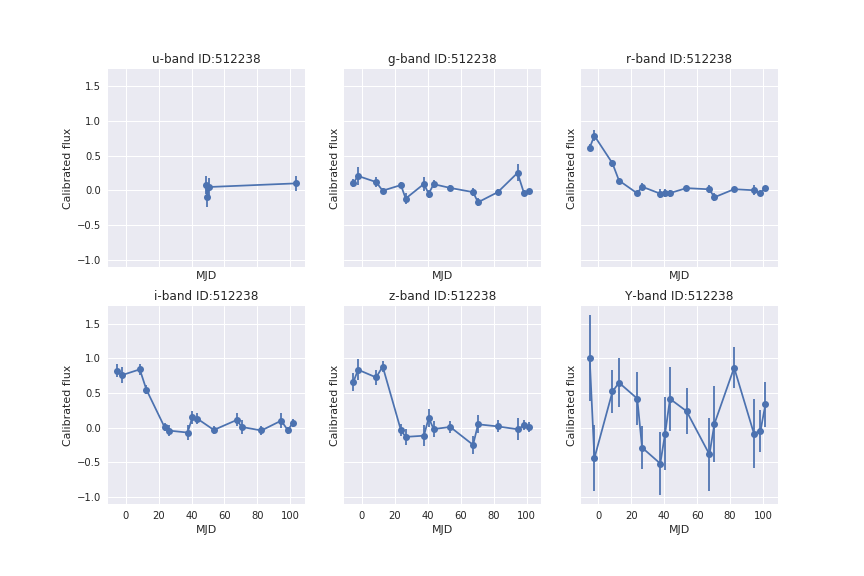 u-band ID:512238 g-band ID:512238 r-band ID:512238
1.5
1.0
0.5
0.0
−0.5
−1.0
Calibrated flux Calibrated flux Calibrated flux
MJD MJD MJD
i-band ID:512238 z-band ID:512238 Y-band ID:512238
1.5
1.0
0.5
0.0
−0.5
−1.0
Calibrated flux Calibrated flux Calibrated flux
0 20 40 60 80 100 0 20 40 60 80 100 0 20 40 60 80 100
MJD MJD MJD